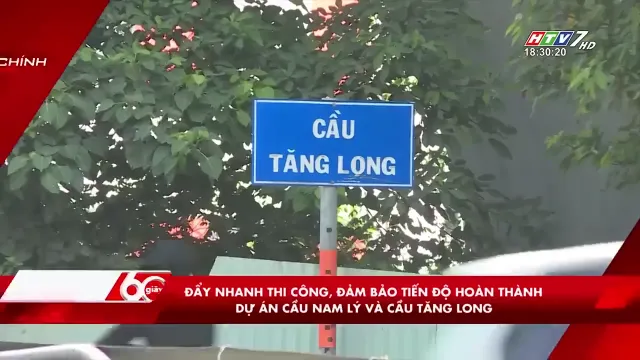 CHÍNH
HTV7 HD
18:30:20
CẦU
TĂNG LONG
60 giây
ĐẨY NHANH THI CÔNG, ĐẢM BẢO TIẾN ĐỘ HOÀN THÀNH
DỰ ÁN CẦU NAM LÝ VÀ CẦU TĂNG LONG